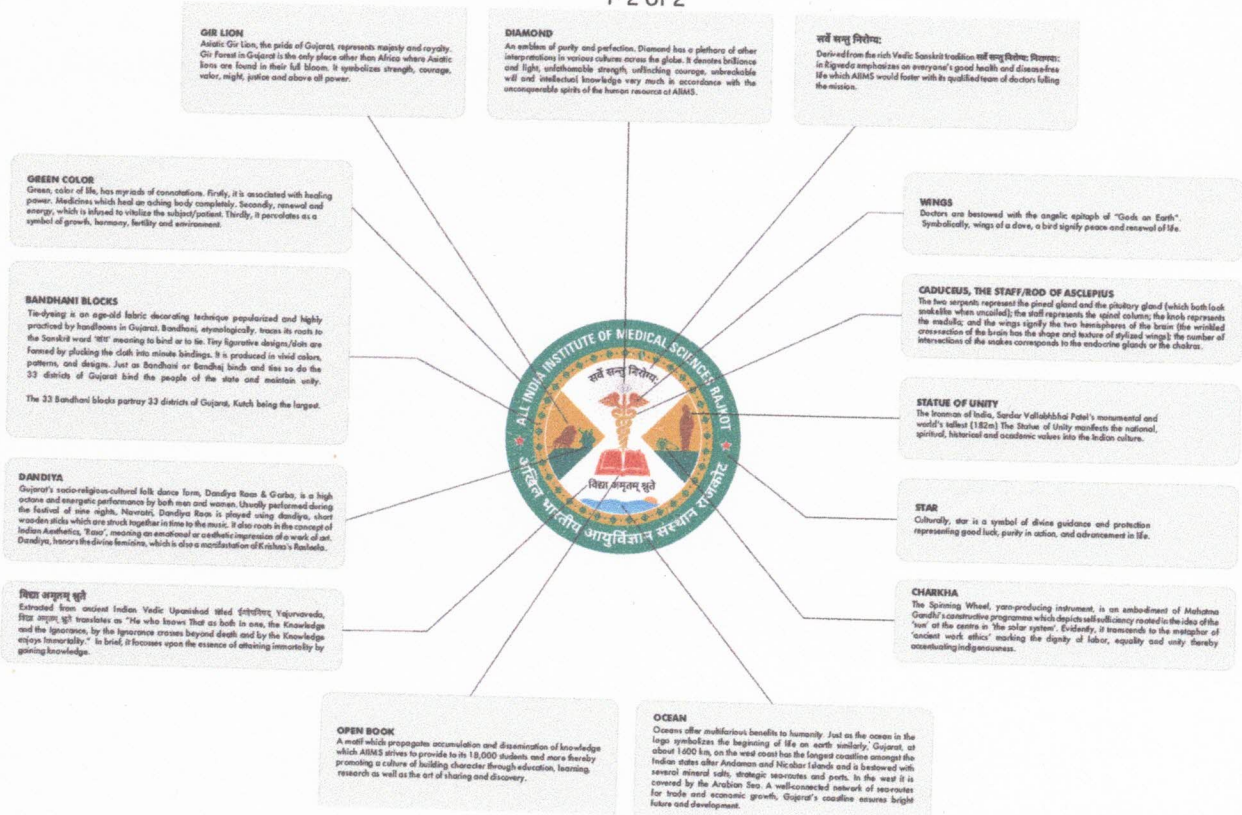 1-2 of 2
GIR LION
Asiatic Gir Lion, the pride of Gujarat, represents majesty and royalty.
Gir Forest in Gujarat is the only place other than Africa where Asiatic
lions are found in their full bloom. It symbolizes strength, courage,
valor, might, justice and above all power.
DIAMOND
An emblem of purity and perfection. Diamond has a plethora of other
interpretations in various cultures across the globe. It denotes brilliance
and light, unfathomable strength, unflinching courage, unbreakable
will and intellectual knowledge very much in accordance with the
unconquerable spirits of the human resource at AIIMS.
सर्वे सन्तु निरोग्य:
Derived from the rich Vedic Sanskrit tradition सर्वे सन्तु निरोग्य: निरामया:
in Rigveda emphasizes on everyone's good health and disease-free
life which AIIMS would foster with its qualified team of doctors fulling
the mission.
GREEN COLOR
Green, color of life, has myriads of connotations. Firstly, it is associated with healing
power. Medicines which heal an aching body completely. Secondly, renewal and
energy, which is infused to vitalize the subject/patient. Thirdly, it percolates as a
symbol of growth, harmony, fertility and environment.
WINGS
Doctors are bestowed with the angelic epitaph of "Gods on Earth".
Symbolically, wings of a dove, a bird signify peace and renewal of life.
BANDHANI BLOCKS
Tie-dyeing is an age-old fabric decorating technique popularized and highly
practiced by handlooms in Gujarat. Bandhani, etymologically, traces its roots to
the Sanskrit word meaning to bind or to tie. Tiny figurative designs/dots are
formed by plucking the cloth into minute bindings. It is produced in vivid colors,
patterns, and designs. Just as Bandhani or Bandhej binds and ties so do the
33 districts of Gujarat bind the people of the state and maintain unity.
The 33 Bandhani blocks portray 33 districts of Gujarat, Kutch being the largest.
CADUCEUS, THE STAFF/ROD OF ASCLEPIUS
The two serpents represent the pineal gland and the pituitary gland (which both look
snakelike when uncoiled); the staff represents the spinal column; the knob represents
the medulla; and the wings signify the two hemispheres of the brain (the wrinkled
cross-section of the brain has the shape and texture of stylized wings); the number of
intersections of the snakes corresponds to the endocrine glands or the chakras.
STATUE OF UNITY
The Ironman of India, Sardar Vallabhbhai Patel's monumental and
world's tallest (182m) The Statue of Unity manifests the national,
spiritual, historical and academic values into the Indian culture.
DANDIYA
Gujarat's socio-religious-cultural folk dance form, Dandiya Raas & Garba, is a high
octane and energetic performance by both men and women. Usually performed during
the festival of nine nights, Navratri, Dandiya Raas is played using dandiya, short
wooden sticks which are struck together in time to the music. It also roots in the concept of
Indian Aesthetics, 'Rasa', meaning an emotional or aesthetic impression of a work of art.
Dandiya, honors the divine feminine, which is also a manifestation of Krishna's Rasleela.
STAR
Culturally, star is a symbol of divine guidance and protection
representing good luck, purity in action, and advancement in life.
विद्या अमृतम् श्नुते
Extracted from ancient Indian Vedic Upanishad titled Yajurvaveda,
विद्या अमृतम् श्नुते translates as "He who knows That as both in one, the Knowledge
and the Ignorance, by the Ignorance crosses beyond death and by the Knowledge
enjoys Immortality." In brief, it focusses upon the essence of attaining immortality by
gaining knowledge.
CHARKHA
The Spinning Wheel, yarn-producing instrument, is an embodiment of Mahatma
Gandhi's constructive programme which depicts self-sufficiency rooted in the idea of the
'sun' at the centre in 'the solar system'. Evidently, it transcends to the metaphor of
'ancient work ethics' marking the dignity of labor, equality and unity thereby
accentuating indigenousness.
OPEN BOOK
A motif which propagates accumulation and dissemination of knowledge
which AIIMS strives to provide to its 18,000 students and more thereby
promoting a culture of building character through education, learning,
research as well as the art of sharing and discovery.
OCEAN
Oceans offer multifarious benefits to humanity. Just as the ocean in the
logo symbolizes the beginning of life on earth similarly, Gujarat, at
about 1600 km, on the west coast has the longest coastline amongst the
Indian states after Andaman and Nicobar Islands and is bestowed with
several mineral salts, strategic sea-routes and ports. In the west it is
covered by the Arabian Sea. A well-connected network of sea-routes
for trade and economic growth, Gujarat's coastline ensures bright
future and development.
ALL INDIA INSTITUTE OF MEDICAL SCIENCES RAJKOT
सर्वे सन्तु निरोग्य:
विद्या अमृतम् श्नुते
अखिल भारतीय आयुर्विज्ञान संस्थान राजकोट